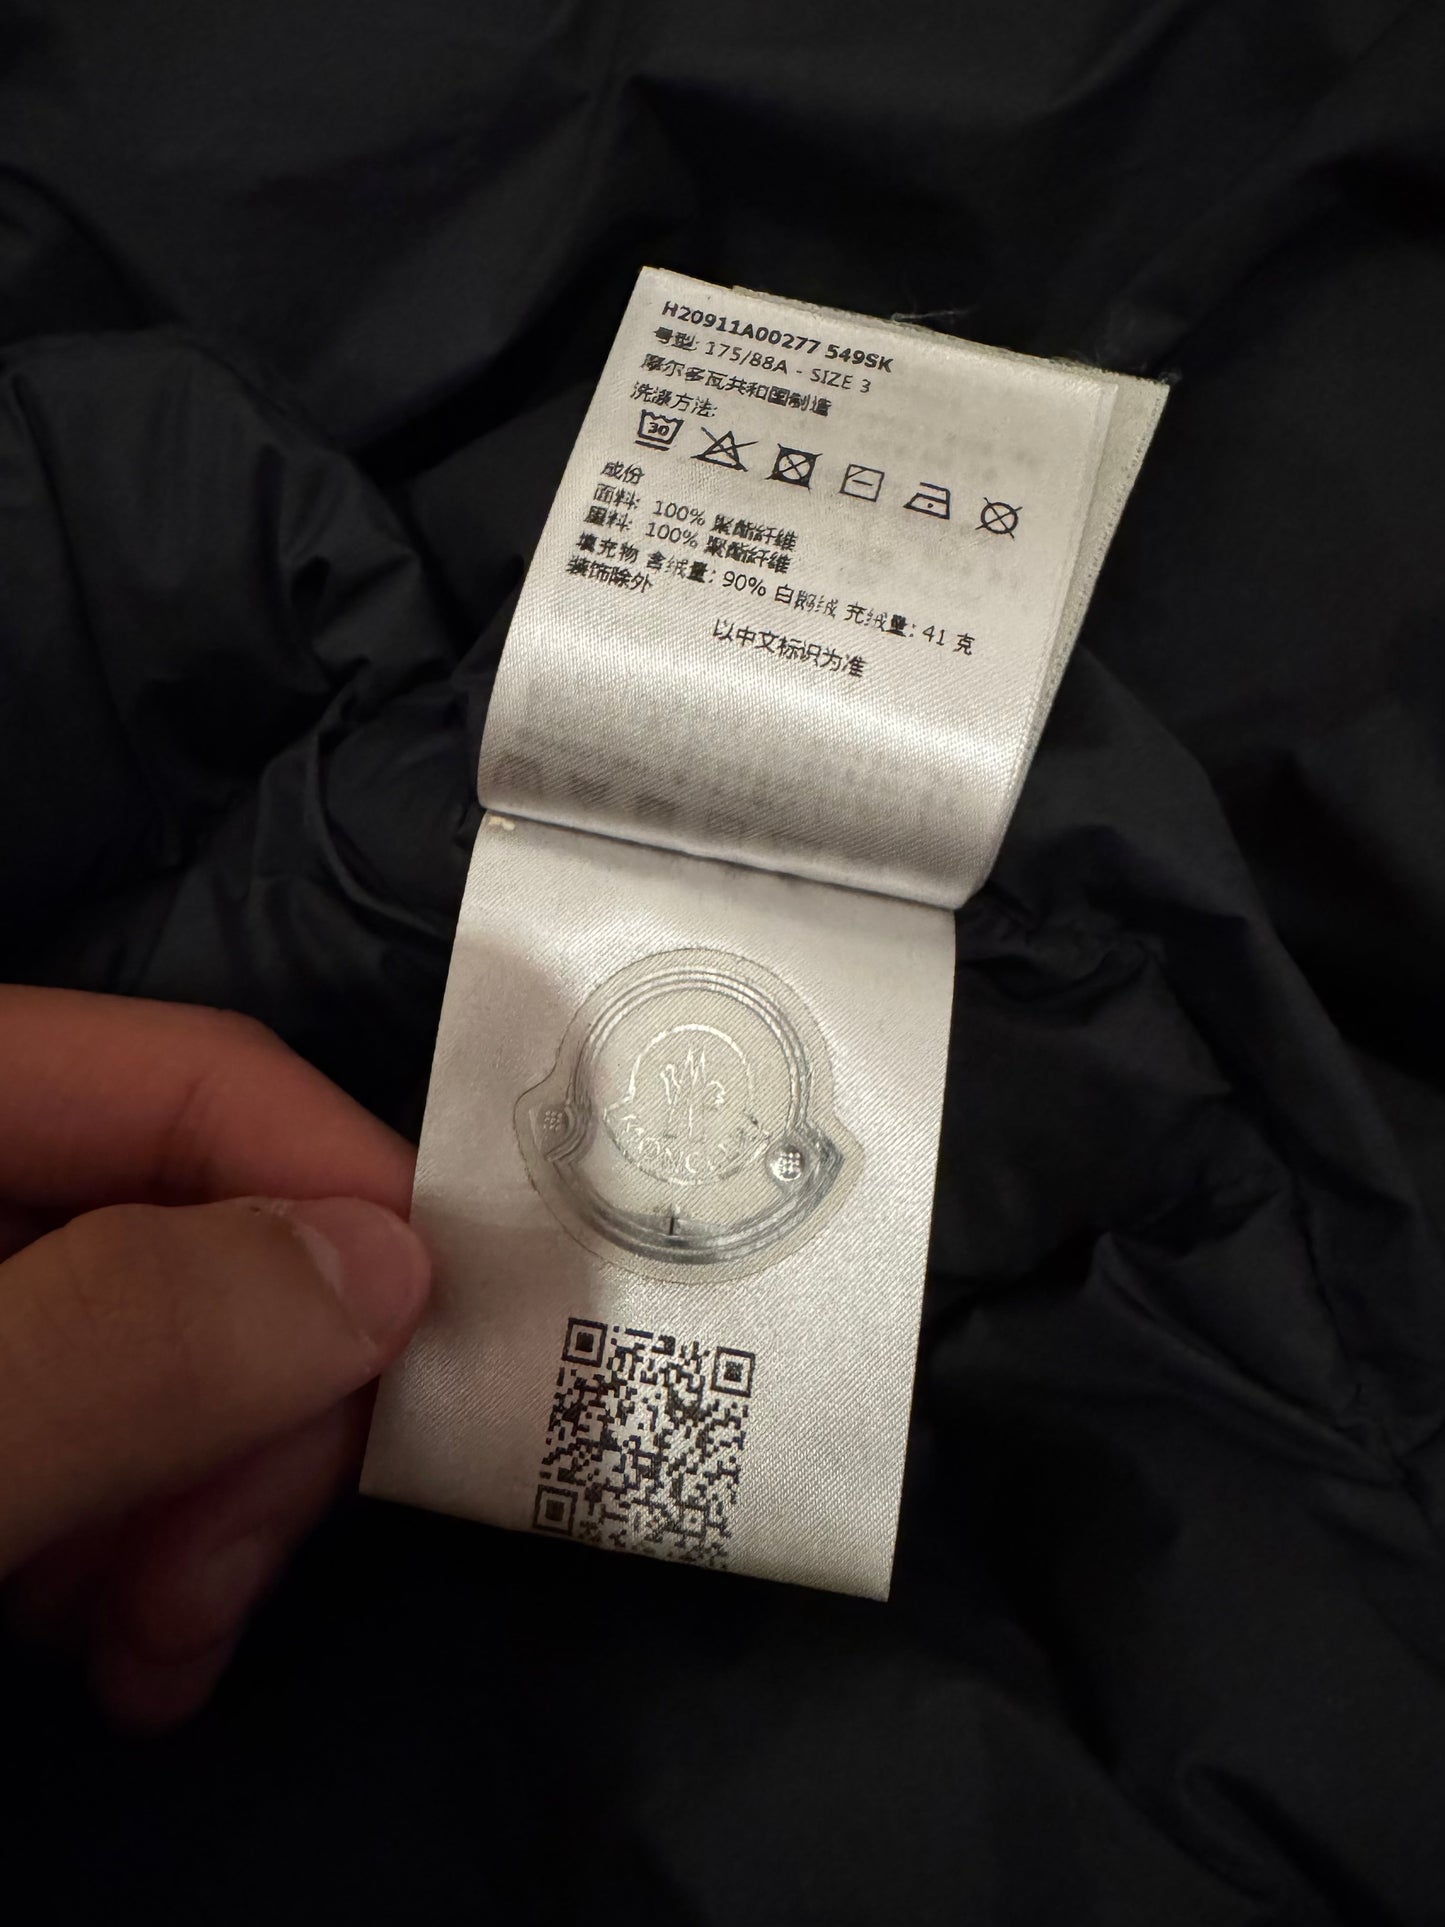 H20911A00277 549SK
号型: 175/88A - SIZE 3
摩尔多瓦共和国制造
洗涤方法:
30
成份
面料: 100% 聚酯纤维
里料: 100% 聚酯纤维
填充物 含绒量: 90% 白鹅绒 充绒量: 41 克
装饰除外
以中文标识为准
MONCLER